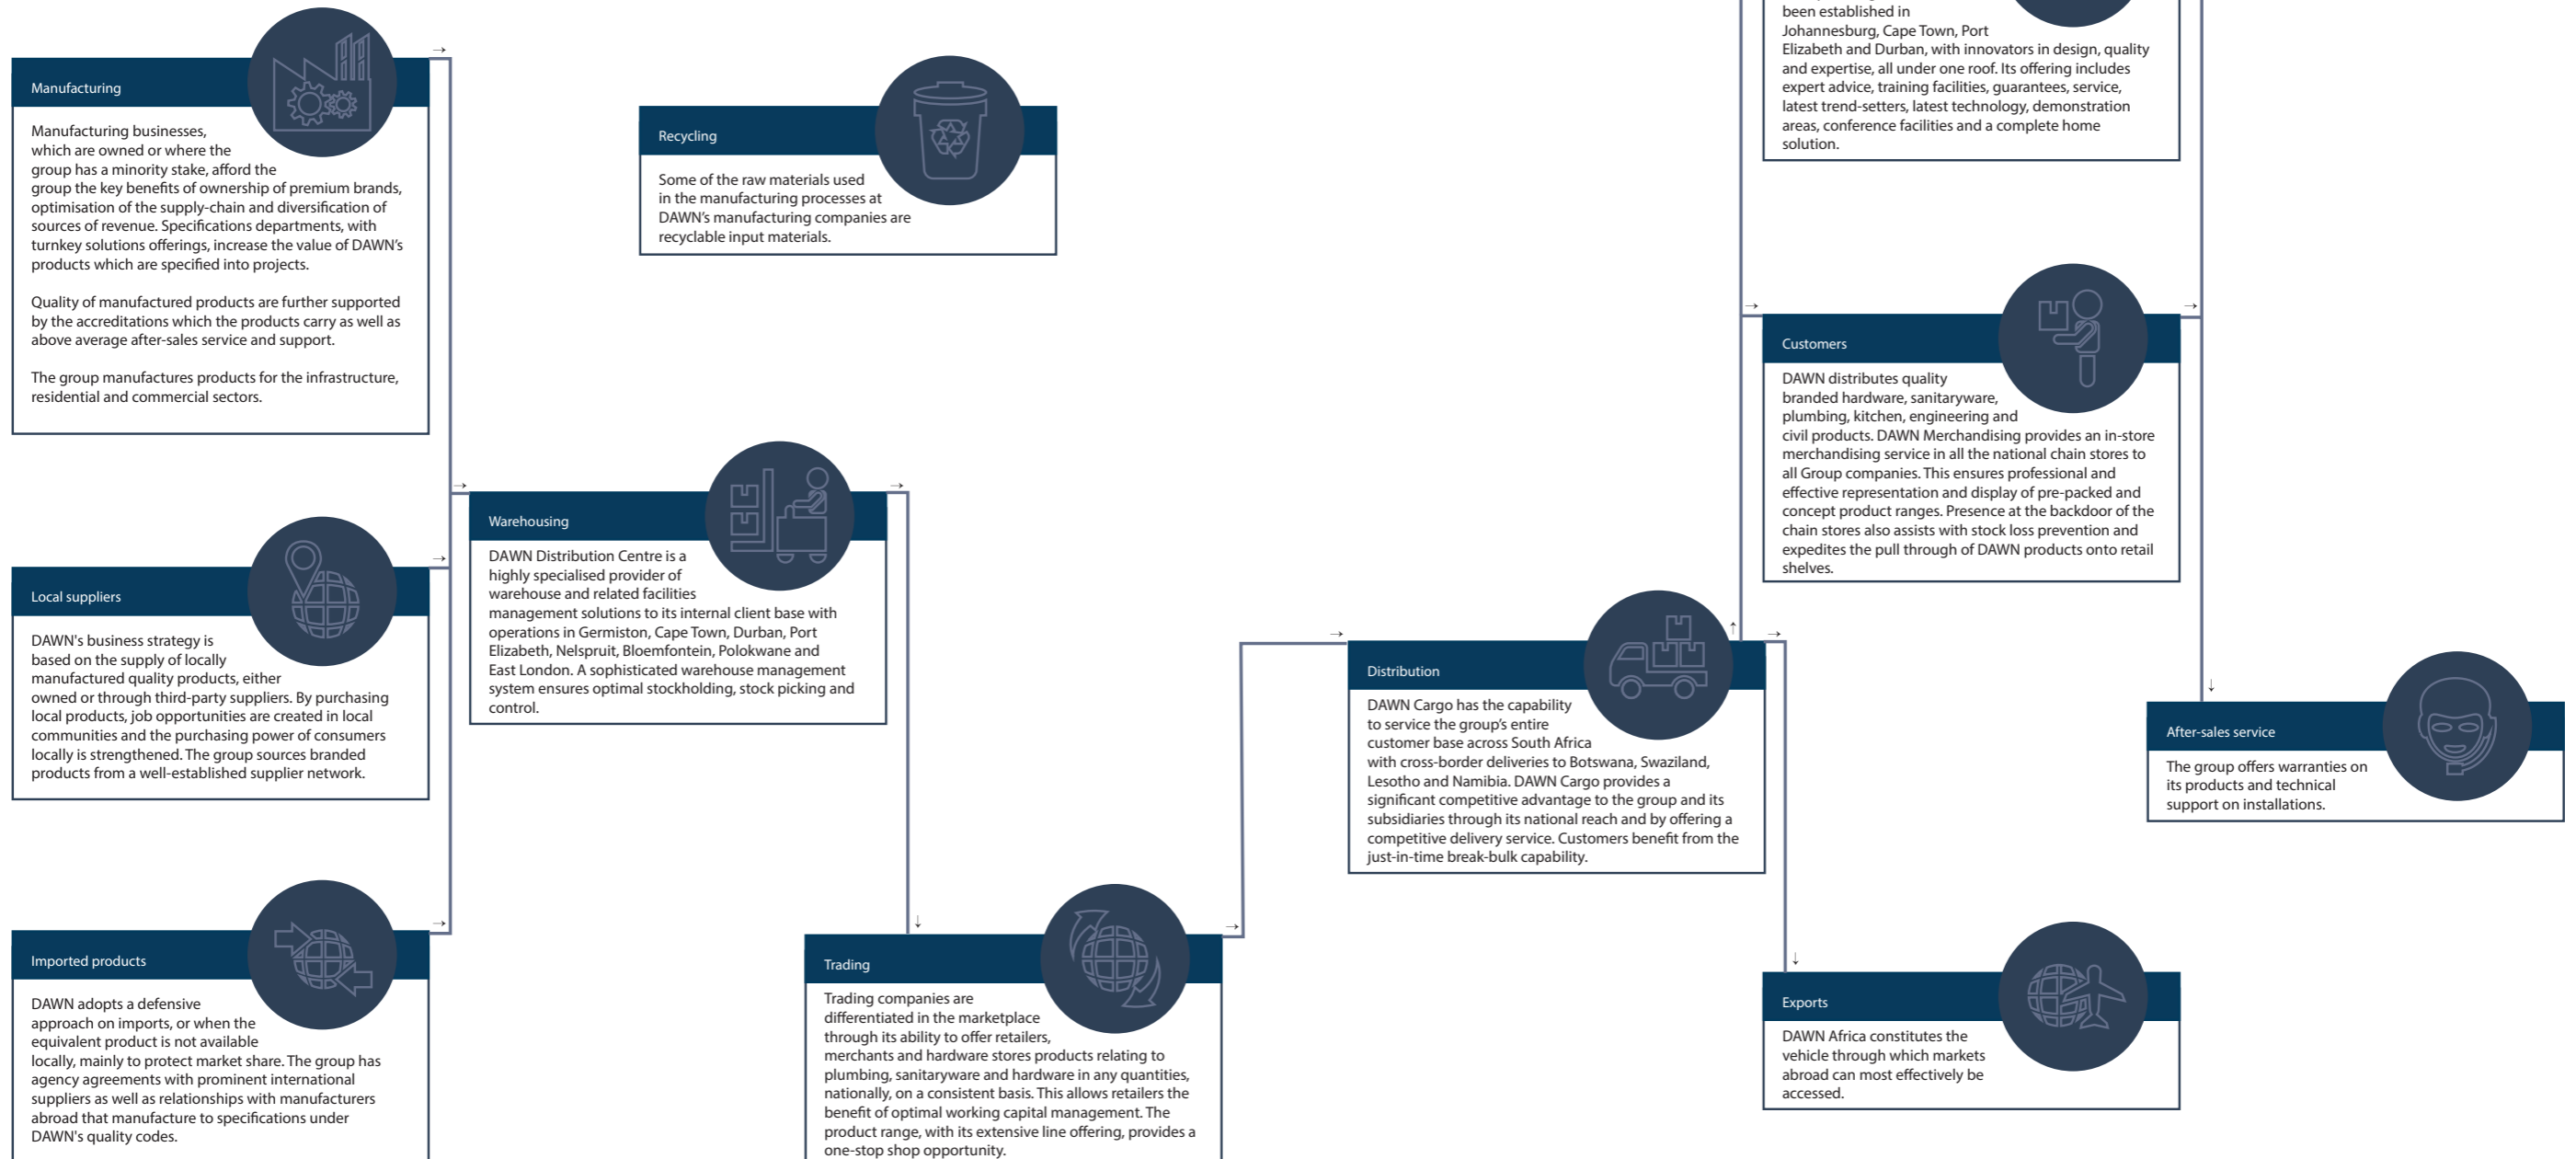 Manufacturing
Manufacturing businesses,
which are owned or where the
group has a minority stake, afford the
group the key benefits of ownership of premium brands,
optimisation of the supply-chain and diversification of
sources of revenue. Specifications departments, with
turnkey solutions offerings, increase the value of DAWN’s
products which are specified into projects.
Quality of manufactured products are further supported
by the accreditations which the products carry as well as
above average after-sales service and support.
The group manufactures products for the infrastructure,
residential and commercial sectors.
Local suppliers
DAWN's business strategy is
based on the supply of locally
manufactured quality products, either
owned or through third-party suppliers. By purchasing
local products, job opportunities are created in local
communities and the purchasing power of consumers
locally is strengthened. The group sources branded
products from a well-established supplier network.
Imported products
DAWN adopts a defensive
approach on imports, or when the
equivalent product is not available
locally, mainly to protect market share. The group has
agency agreements with prominent international
suppliers as well as relationships with manufacturers
abroad that manufacture to specifications under
DAWN's quality codes.
Recycling
Some of the raw materials used
in the manufacturing processes at
DAWN’s manufacturing companies are
recyclable input materials.
Warehousing
DAWN Distribution Centre is a
highly specialised provider of
warehouse and related facilities
management solutions to its internal client base with
operations in Germiston, Cape Town, Durban, Port
Elizabeth, Nelspruit, Bloemfontein, Polokwane and
East London. A sophisticated warehouse management
system ensures optimal stockholding, stock picking and
control.
Trading
Trading companies are
differentiated in the marketplace
through its ability to offer retailers,
merchants and hardware stores products relating to
plumbing, sanitaryware and hardware in any quantities,
nationally, on a consistent basis. This allows retailers the
benefit of optimal working capital management. The
product range, with its extensive line offering, provides a
one-stop shop opportunity.
Distribution
DAWN Cargo has the capability
to service the group’s entire
customer base across South Africa
with cross-border deliveries to Botswana, Swaziland,
Lesotho and Namibia. DAWN Cargo provides a
significant competitive advantage to the group and its
subsidiaries through its national reach and by offering a
competitive delivery service. Customers benefit from the
just-in-time break-bulk capability.
been established in
Johannesburg, Cape Town, Port
Elizabeth and Durban, with innovators in design, quality
and expertise, all under one roof. Its offering includes
expert advice, training facilities, guarantees, service,
latest trend-setters, latest technology, demonstration
areas, conference facilities and a complete home
solution.
Customers
DAWN distributes quality
branded hardware, sanitaryware,
plumbing, kitchen, engineering and
civil products. DAWN Merchandising provides an in-store
merchandising service in all the national chain stores to
all Group companies. This ensures professional and
effective representation and display of pre-packed and
concept product ranges. Presence at the backdoor of the
chain stores also assists with stock loss prevention and
expedites the pull through of DAWN products onto retail
shelves.
After-sales service
The group offers warranties on
its products and technical
support on installations.
Exports
DAWN Africa constitutes the
vehicle through which markets
abroad can most effectively be
accessed.